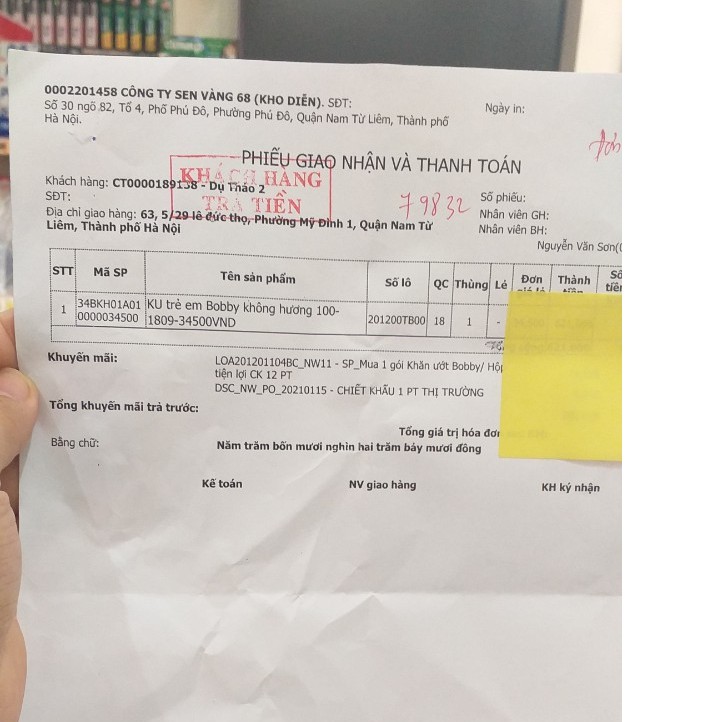 0002201458 CÔNG TY SEN VÀNG 68 (KHO DIỄN). SĐT:
Số 30 ngõ 82, Tổ 4, Phố Phú Đô, Phường Phú Đô, Quận Nam Từ Liêm, Thành phố
Hà Nội.
Ngày in:
PHIẾU GIAO NHẬN VÀ THANH TOÁN
KHÁCH HÀNG
TRẢ TIỀN
Khách hàng: CT0000189138 - Dụ Thảo 2
SĐT:
Địa chỉ giao hàng: 63, 5/29 lê đức thọ, Phường Mỹ Đình 1, Quận Nam Từ
Liêm, Thành phố Hà Nội
79832
Số phiếu:
Nhân viên GH:
Nhân viên BH:
Nguyễn Văn Sơn(
STT Mã SP Tên sản phẩm Số lô QC Thùng Lẻ Đơn Thành Số
tiền
1 34BKH01A01 KU trẻ em Bobby không hương 100- 201200TB00 18 1 -
0000034500 1809-34500VND
Khuyến mãi:
LOA201201104BC_NW11 - SP_Mua 1 gói Khăn ướt Bobby/ Hộp
tiện lợi CK 12 PT
DSC_NW_PO_20210115 - CHIẾT KHẤU 1 PT THỊ TRƯỜNG
Tổng khuyến mãi trả trước:
Tổng giá trị hóa đơn
Bằng chữ:
Năm trăm bốn mươi nghìn hai trăm bảy mươi đồng
Kế toán NV giao hàng KH ký nhận